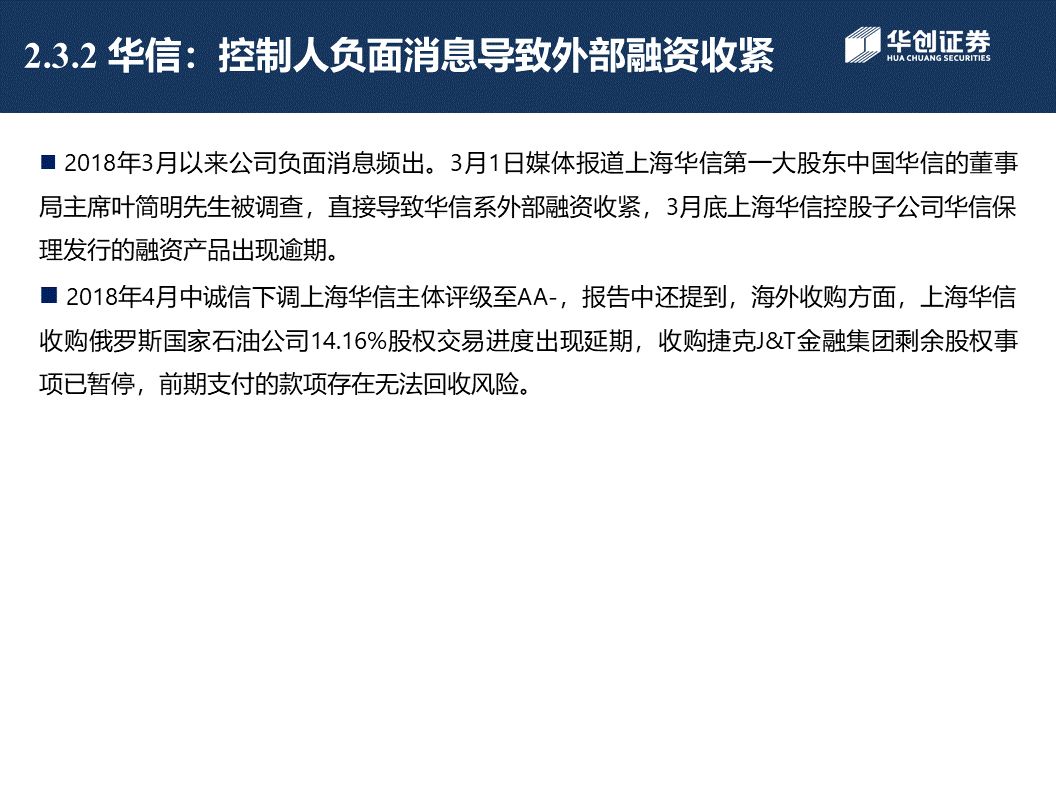 2.3.2 华信：控制人负面消息导致外部融资收紧
华创证券
HUA CHUANG SECURITIES
■ 2018年3月以来公司负面消息频出。3月1日媒体报道上海华信第一大股东中国华信的董事
局主席叶简明先生被调查，直接导致华信系外部融资收紧，3月底上海华信控股子公司华信保
理发行的融资产品出现逾期。
■ 2018年4月中诚信下调上海华信主体评级至AA-，报告中还提到，海外收购方面，上海华信
收购俄罗斯国家石油公司14.16%股权交易进度出现延期，收购捷克J&T金融集团剩余股权事
项已暂停，前期支付的款项存在无法回收风险。